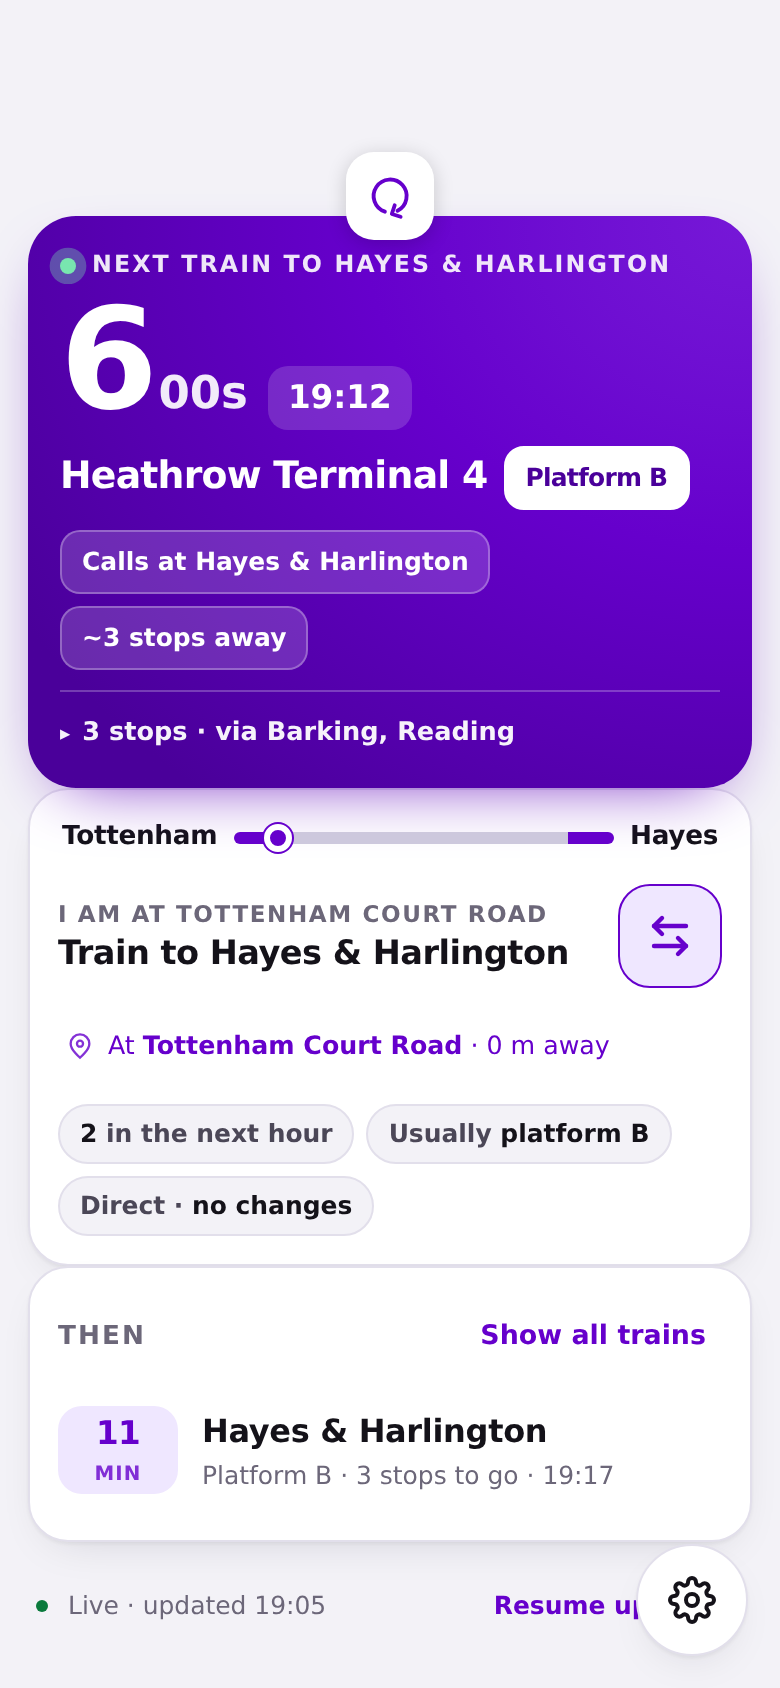 NEXT TRAIN TO HAYES & HARLINGTON
6 00s 19:12
Heathrow Terminal 4 Platform B
Calls at Hayes & Harlington
~3 stops away
▸ 3 stops · via Barking, Reading
Tottenham Hayes
I AM AT TOTTENHAM COURT ROAD
Train to Hayes & Harlington
At Tottenham Court Road · 0 m away
2 in the next hour Usually platform B
Direct · no changes
THEN Show all trains
11 MIN
Hayes & Harlington
Platform B · 3 stops to go · 19:17
Live · updated 19:05 Resume